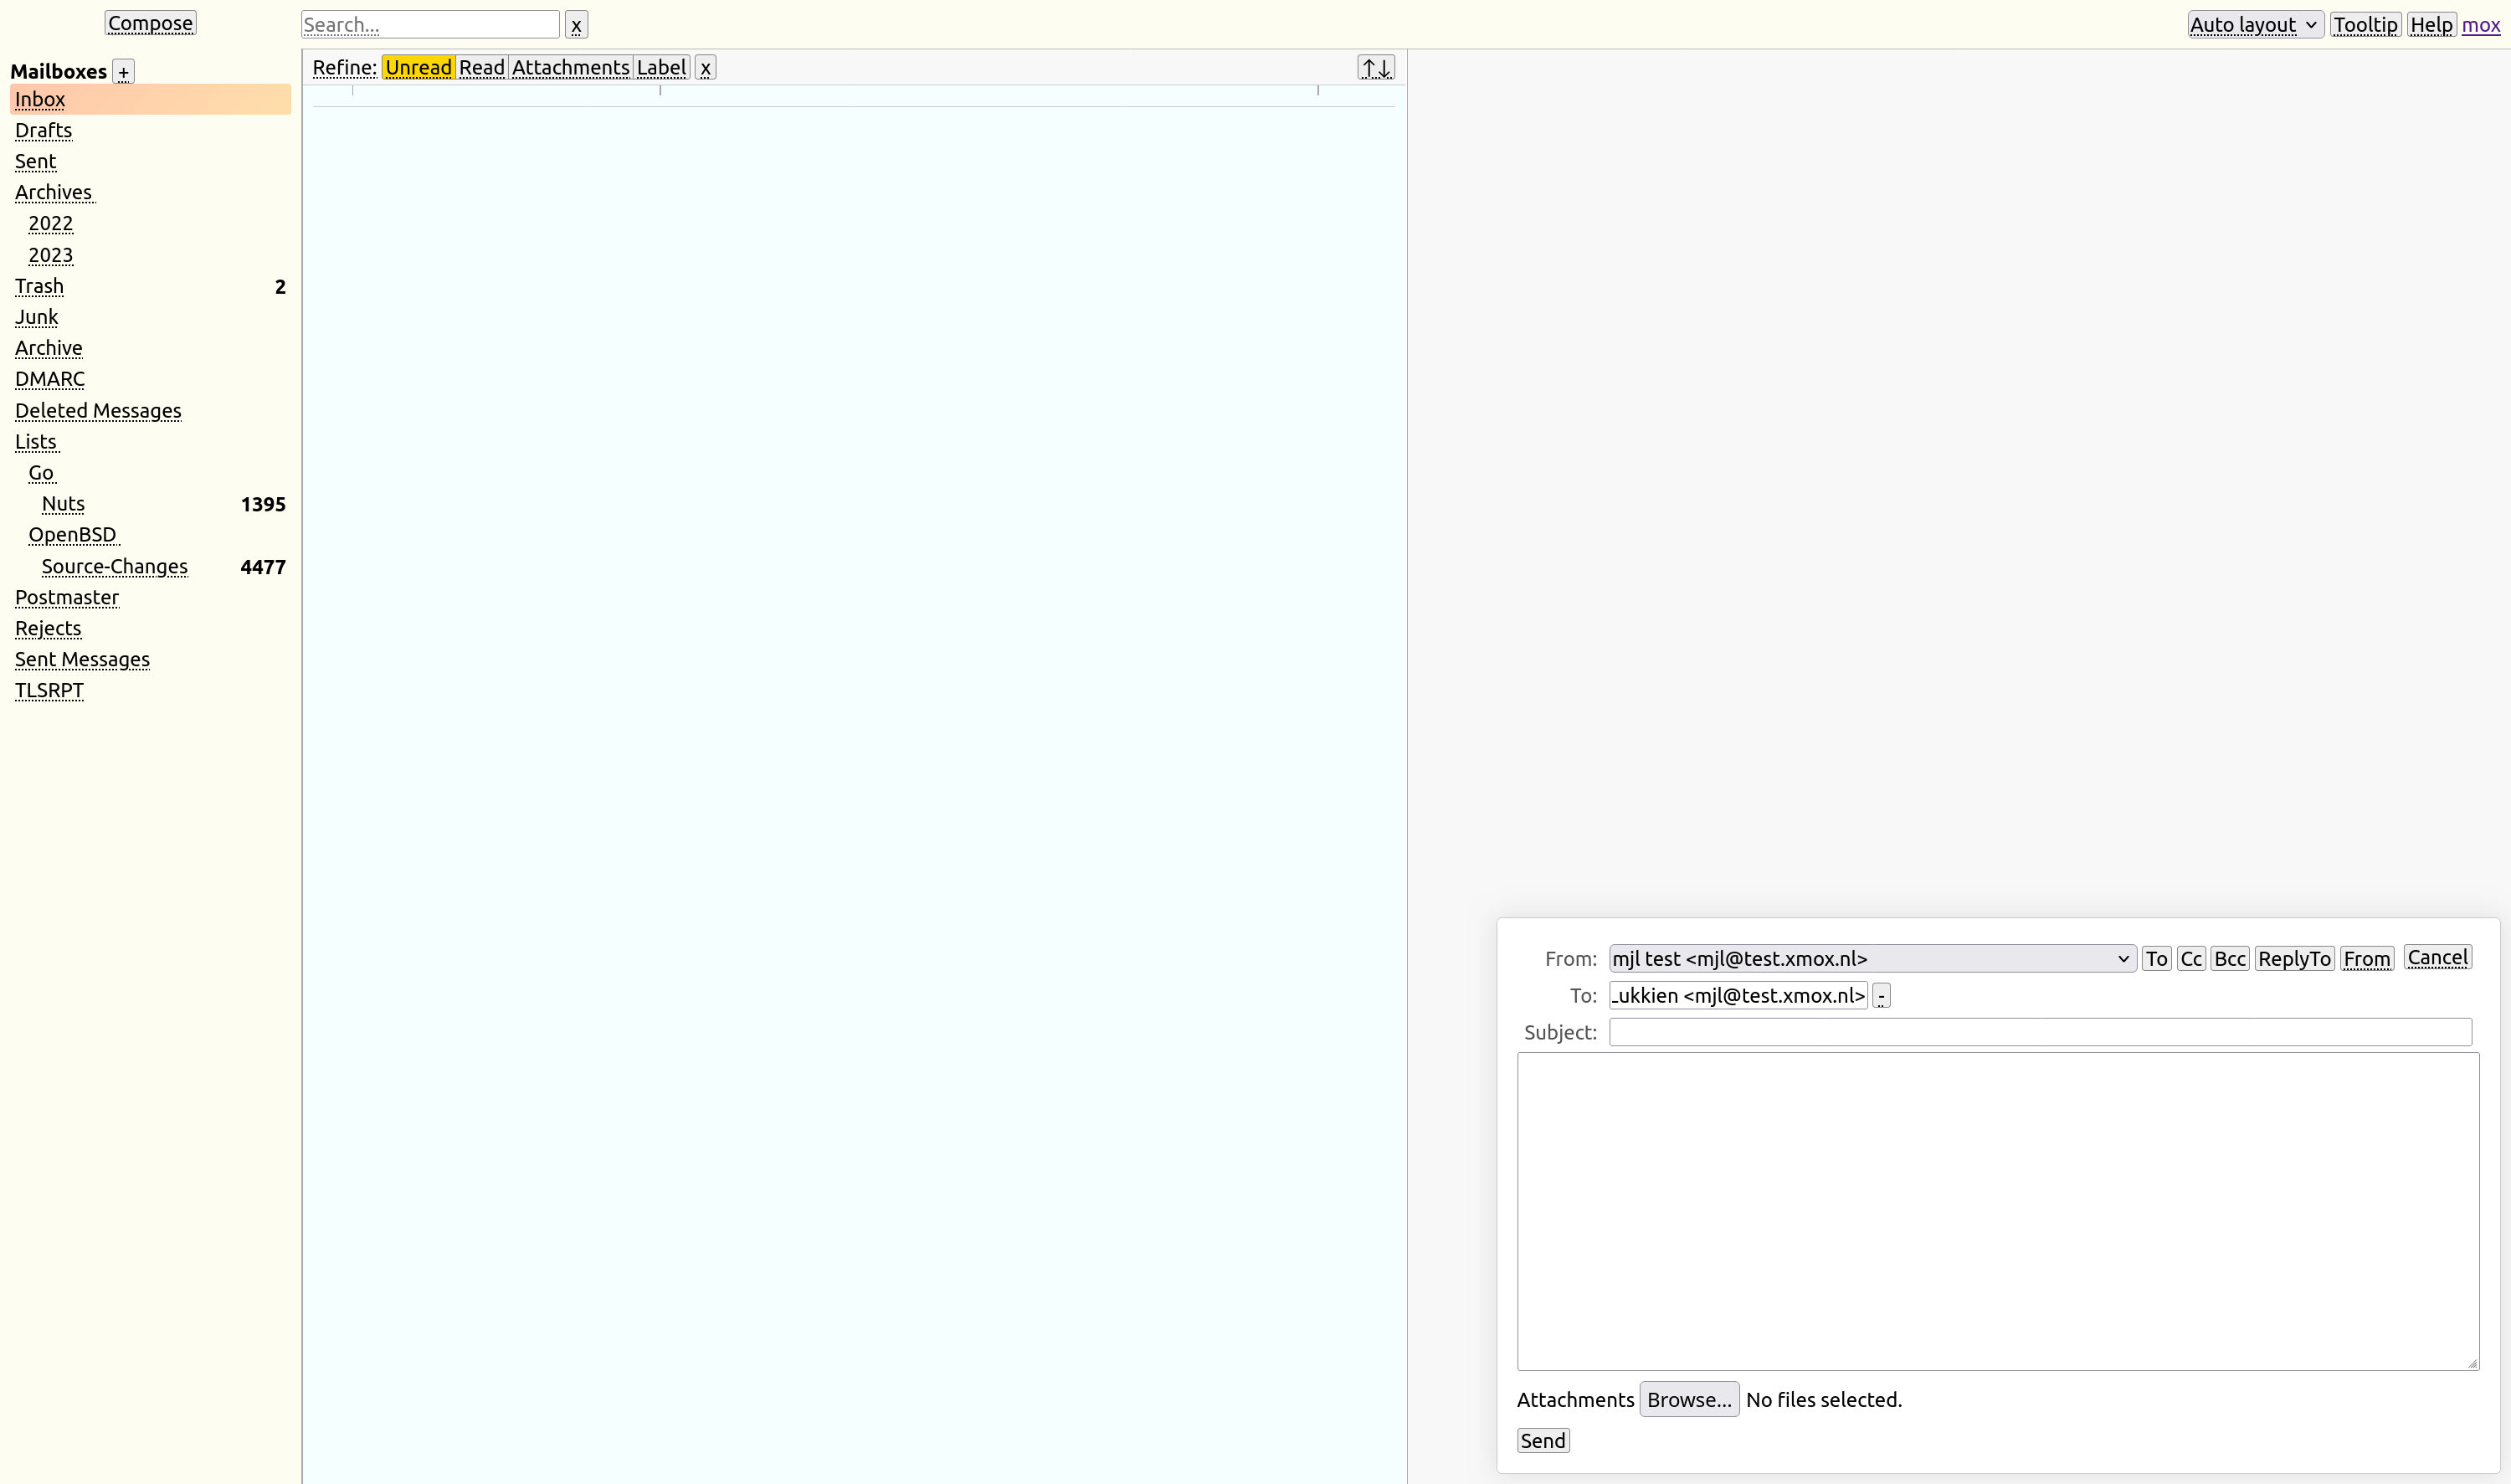 Compose Search... x Auto layout Tooltip Help mox
Mailboxes +
Inbox
Drafts
Sent
Archives
2022
2023
Trash 2
Junk
Archive
DMARC
Deleted Messages
Lists
Go
Nuts 1395
OpenBSD
Source-Changes 4477
Postmaster
Rejects
Sent Messages
TLSRPT
Refine: Unread Read Attachments Label x ↑↓
From: mjl test <mjl@test.xmox.nl> To Cc Bcc ReplyTo From Cancel
To: ukkien <mjl@test.xmox.nl> -
Subject:
Attachments Browse... No files selected.
Send